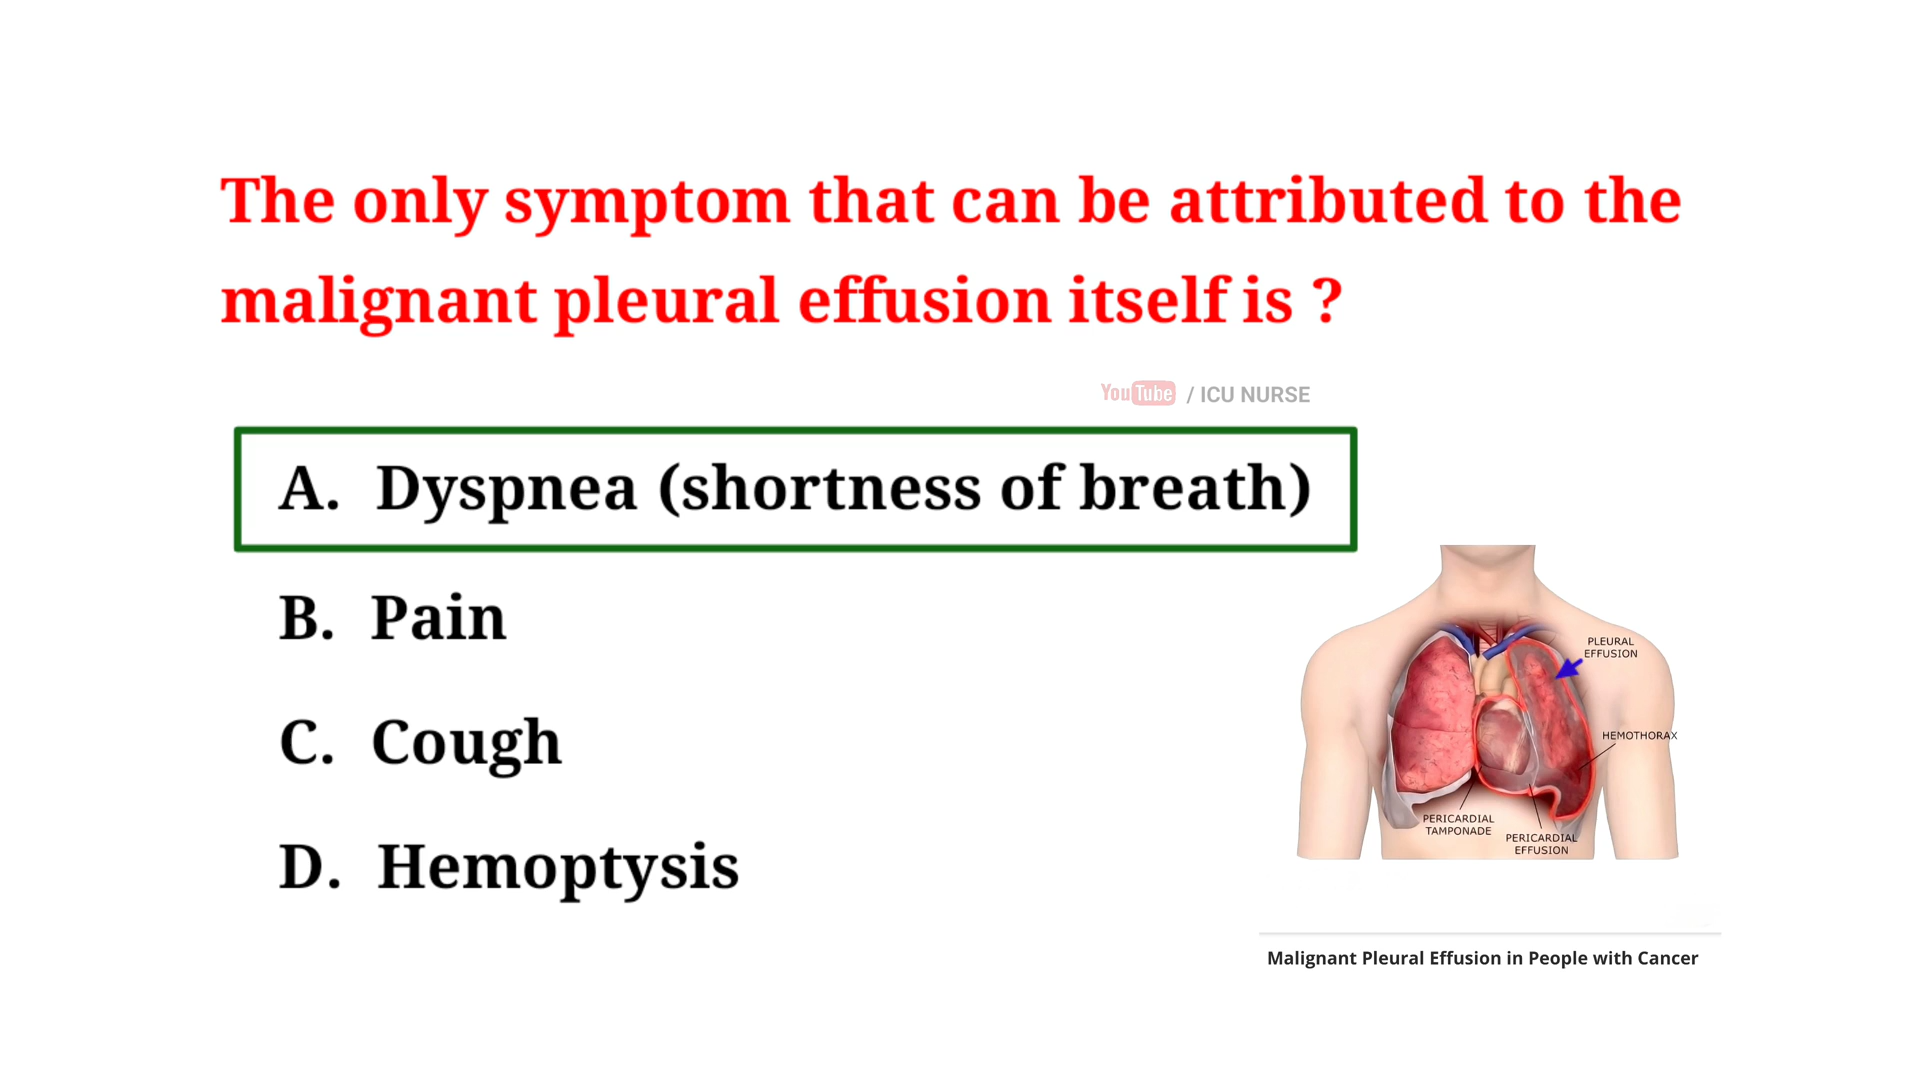 The only symptom that can be attributed to the
malignant pleural effusion itself is ?
YouTube / ICU NURSE
A. Dyspnea (shortness of breath)
B. Pain
C. Cough
D. Hemoptysis
PLEURAL
EFFUSION
HEMOTHORAX
PERICARDIAL
TAMPONADE
PERICARDIAL
EFFUSION
Malignant Pleural Effusion in People with Cancer